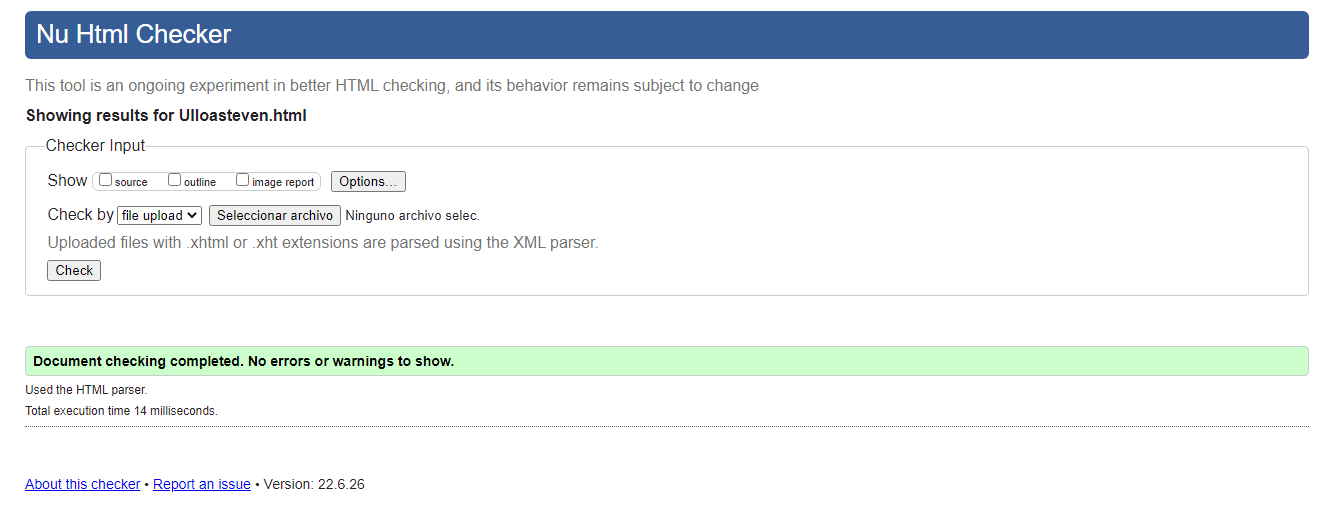 Nu Html Checker
This tool is an ongoing experiment in better HTML checking, and its behavior remains subject to change
Showing results for Ulloasteven.html
Checker Input
Show source outline image report Options...
Check by file upload Seleccionar archivo Ninguno archivo selec.
Uploaded files with .xhtml or .xht extensions are parsed using the XML parser.
Check
Document checking completed. No errors or warnings to show.
Used the HTML parser.
Total execution time 14 milliseconds.
About this checker • Report an issue • Version: 22.6.26